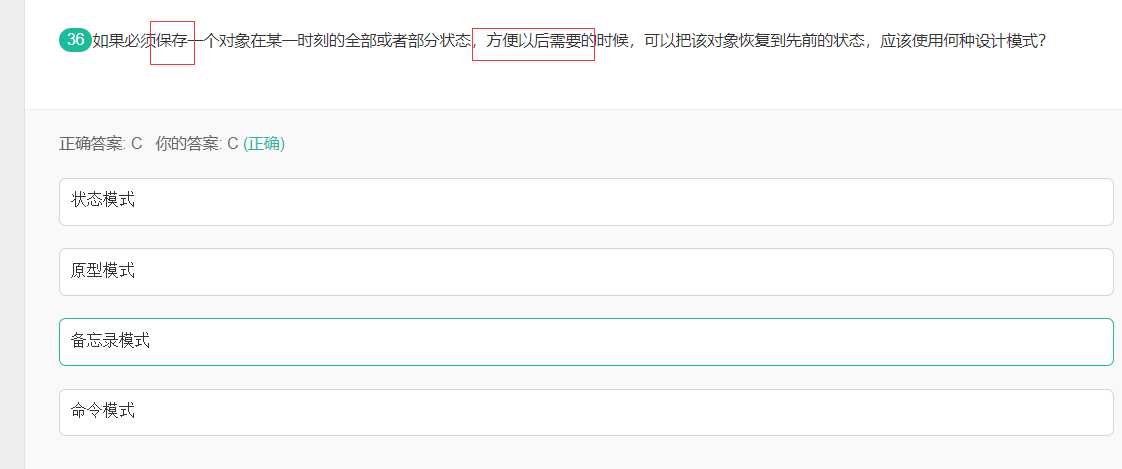 36 如果必须保存一个对象在某一时刻的全部或者部分状态，方便以后需要的时候，可以把该对象恢复到先前的状态，应该使用何种设计模式？
正确答案: C 你的答案: C (正确)
状态模式
原型模式
备忘录模式
命令模式